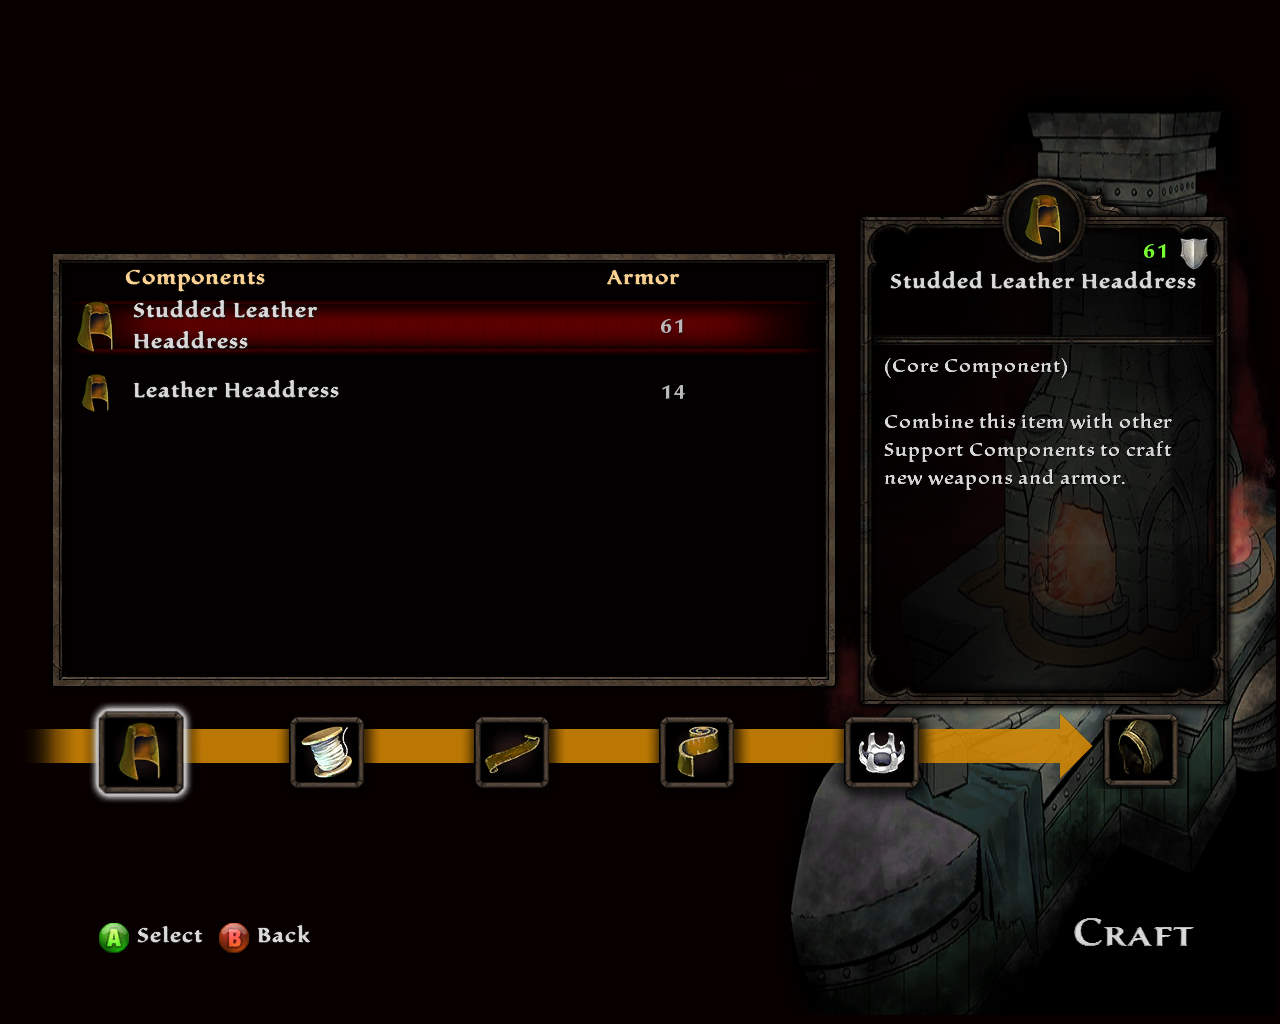 Components Armor
Studded Leather
Headdress
61
Leather Headdress 14
61
Studded Leather Headdress
(Core Component)
Combine this item with other
Support Components to craft
new weapons and armor.
A Select B Back
CRAFT